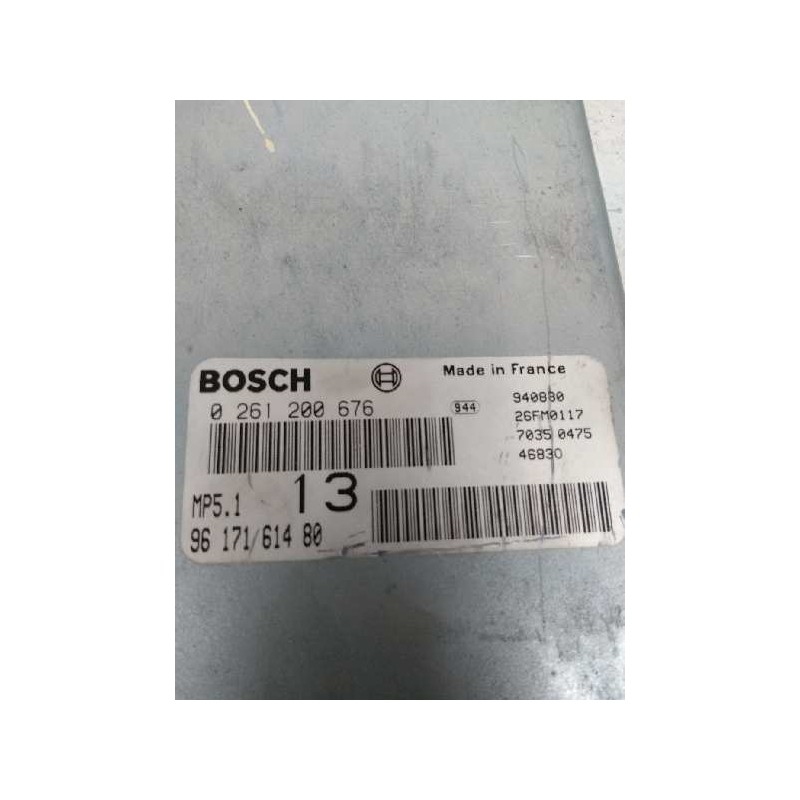 BOSCH
Made in France
0 261 200 676
944
940880
26FM0117
7035 0475
46830
MP5.1
13
96 171/614 80